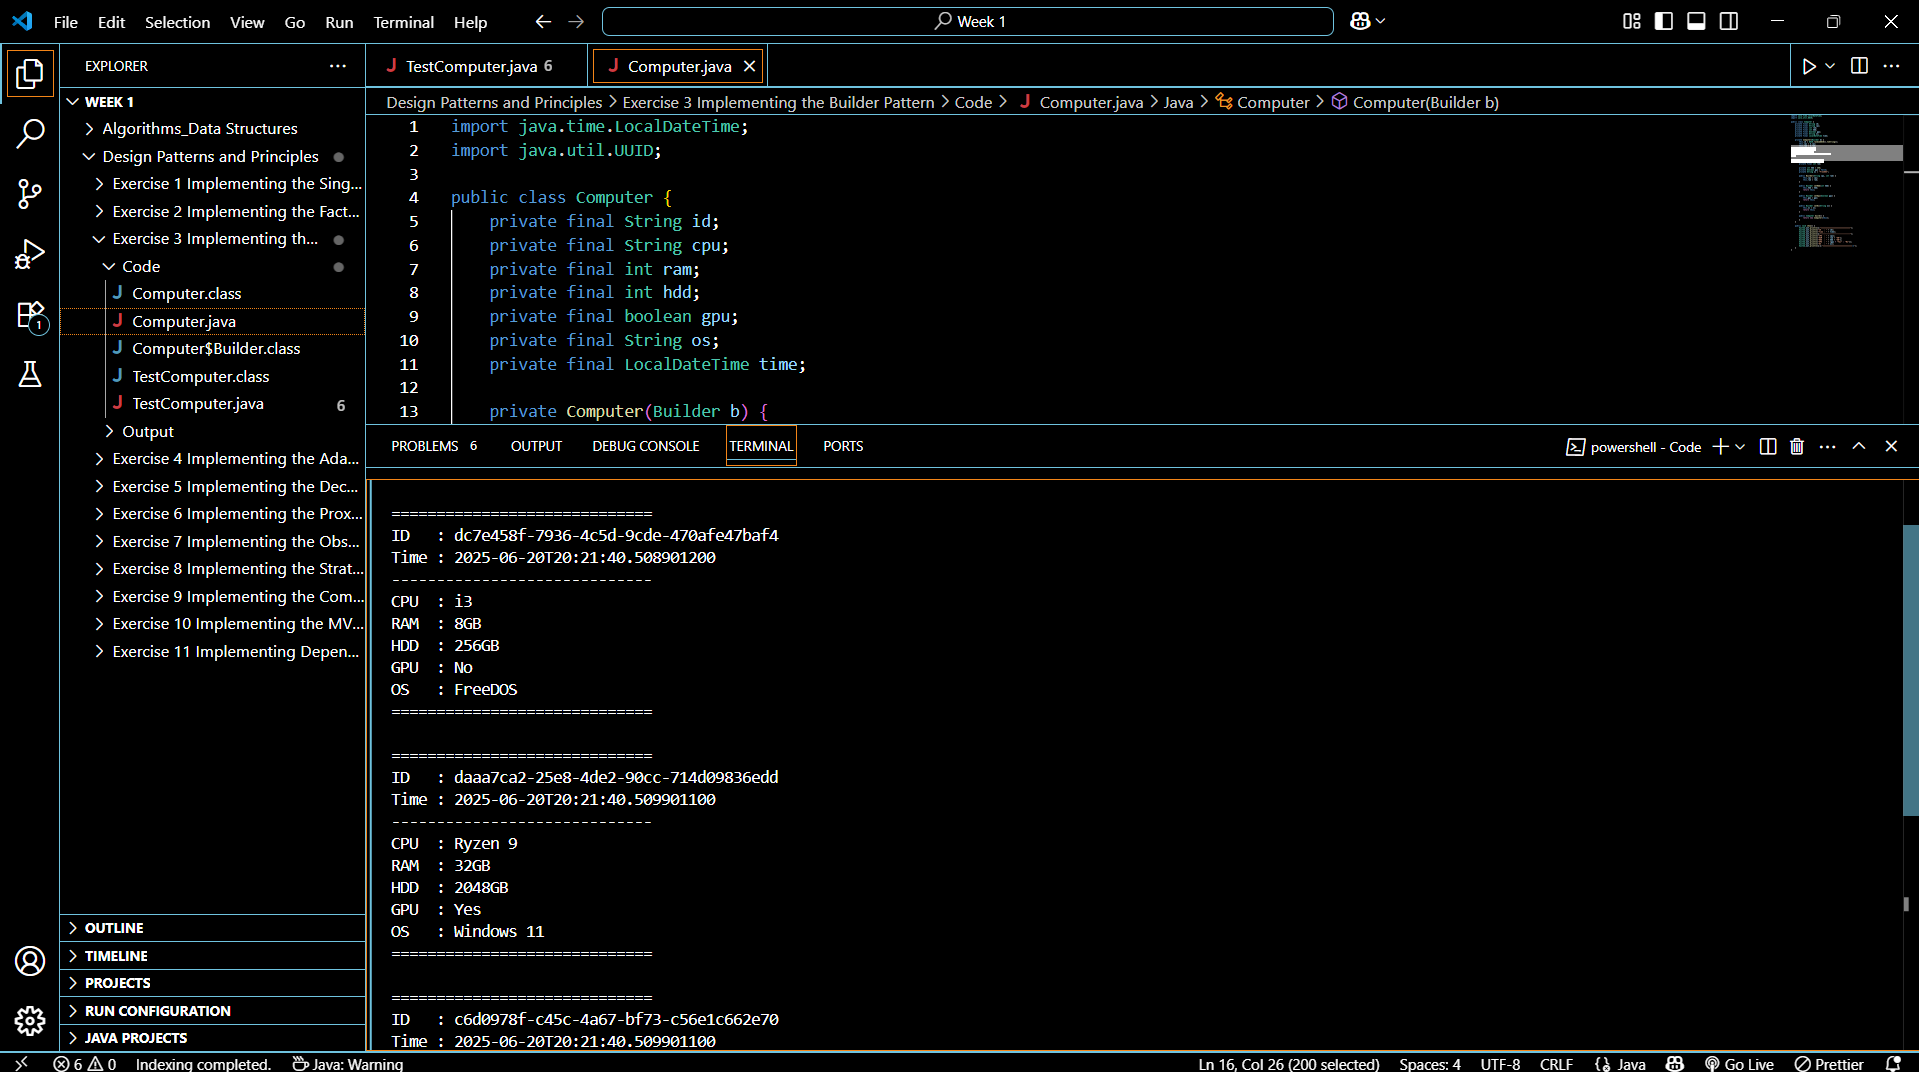 File Edit Selection View Go Run Terminal Help
Week 1
EXPLORER
WEEK 1
Algorithms_Data Structures
Design Patterns and Principles
Exercise 1 Implementing the Sing...
Exercise 2 Implementing the Fact...
Exercise 3 Implementing th...
Code
Computer.class
Computer.java
Computer$Builder.class
TestComputer.class
TestComputer.java 6
Output
Exercise 4 Implementing the Ada...
Exercise 5 Implementing the Dec...
Exercise 6 Implementing the Prox...
Exercise 7 Implementing the Obs...
Exercise 8 Implementing the Strat...
Exercise 9 Implementing the Com...
Exercise 10 Implementing the MV...
Exercise 11 Implementing Depen...
OUTLINE
TIMELINE
PROJECTS
RUN CONFIGURATION
JAVA PROJECTS
1
TestComputer.java 6
Computer.java
Design Patterns and Principles > Exercise 3 Implementing the Builder Pattern > Code > Computer.java > Java > Computer > Computer(Builder b)
1 import java.time.LocalDateTime;
2 import java.util.UUID;
3
4 public class Computer {
5 private final String id;
6 private final String cpu;
7 private final int ram;
8 private final int hdd;
9 private final boolean gpu;
10 private final String os;
11 private final LocalDateTime time;
12
13 private Computer(Builder b) {
PROBLEMS 6 OUTPUT DEBUG CONSOLE TERMINAL PORTS
powershell - Code
=============================
ID : dc7e458f-7936-4c5d-9cde-470afe47baf4
Time : 2025-06-20T20:21:40.508901200
-----------------------------
CPU : i3
RAM : 8GB
HDD : 256GB
GPU : No
OS : FreeDOS
=============================
=============================
ID : daaa7ca2-25e8-4de2-90cc-714d09836edd
Time : 2025-06-20T20:21:40.509901100
-----------------------------
CPU : Ryzen 9
RAM : 32GB
HDD : 2048GB
GPU : Yes
OS : Windows 11
=============================
=============================
ID : c6d0978f-c45c-4a67-bf73-c56e1c662e70
Time : 2025-06-20T20:21:40.509901100
6 0 Indexing completed. Java: Warning
Ln 16, Col 26 (200 selected) Spaces: 4 UTF-8 CRLF {} Java Go Live Prettier